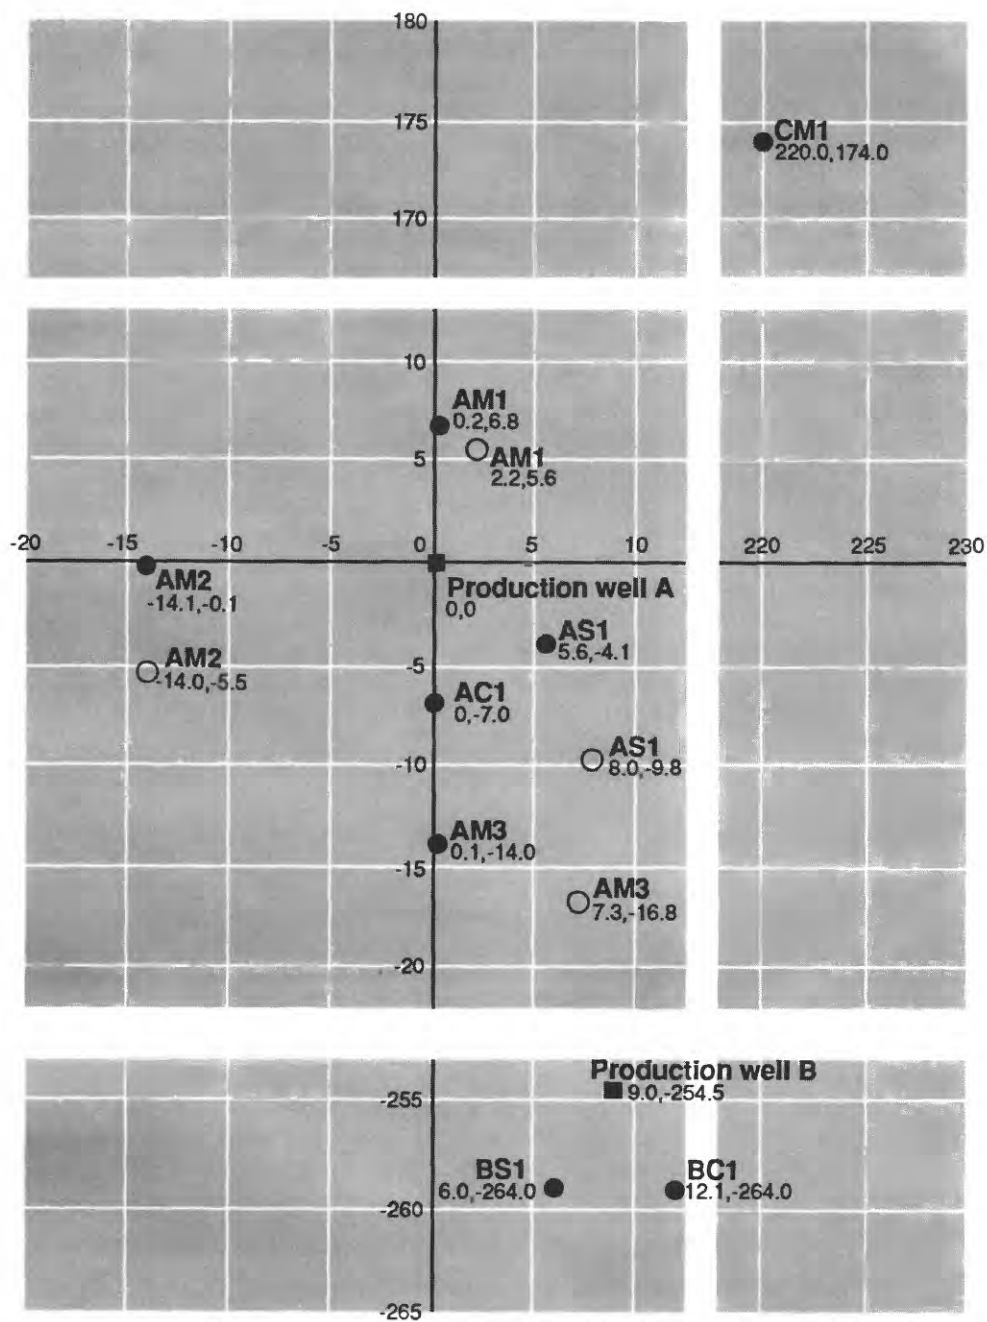 180
175
CM1
220.0,174.0
170
10
AM1
0.2,6.8
5
AM1
2.2,5.6
-20 -15 -10 -5 0 5 10 220 225 230
AM2
-14.1,-0.1
Production well A
0,0
AS1
5.6,-4.1
AM2
-14.0,-5.5
-5
AC1
0,-7.0
AS1
8.0,-9.8
-10
AM3
0.1,-14.0
-15
AM3
7.3,-16.8
-20
Production well B
9.0,-254.5
-255
BS1
6.0,-264.0
BC1
12.1,-264.0
-260
-265